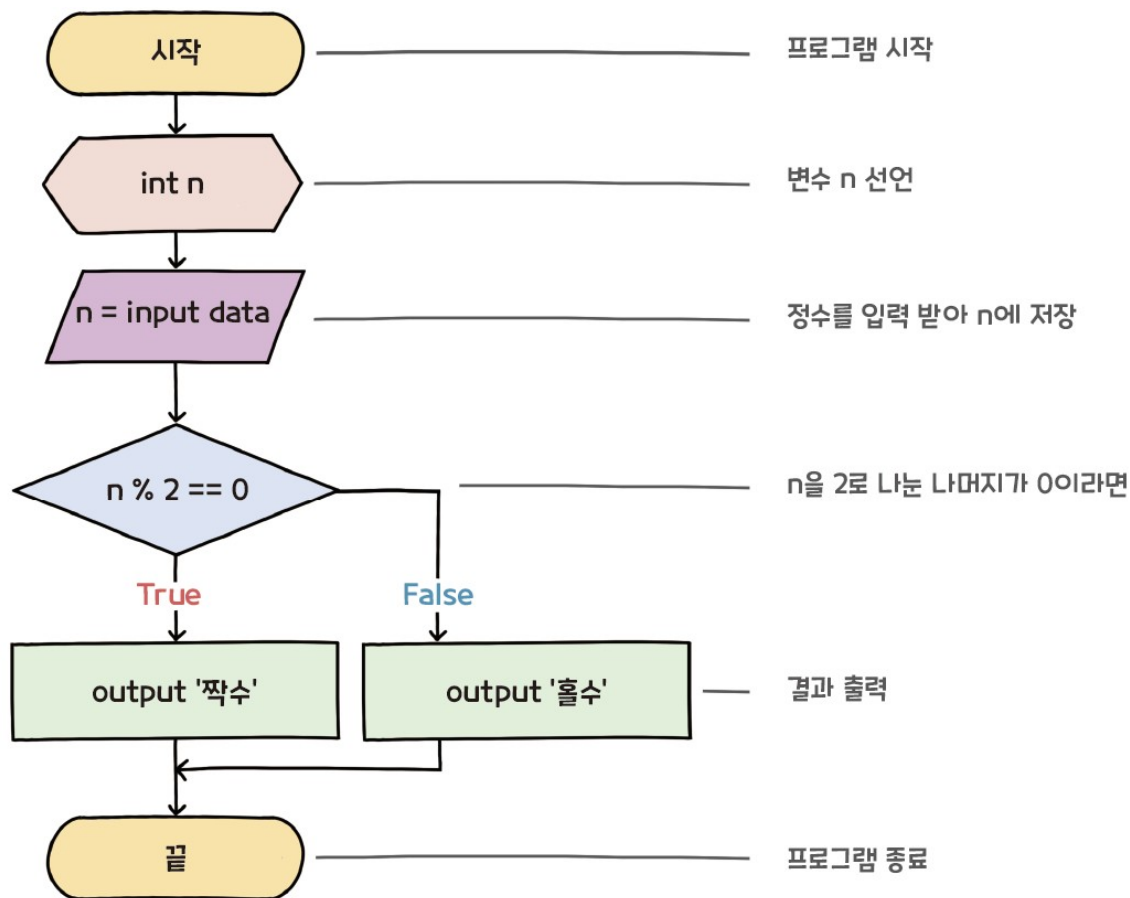 시작
프로그램 시작
int n
변수 n 선언
n = input data
정수를 입력 받아 n에 저장
n % 2 == 0
n을 2로 나눈 나머지가 0이라면
True
False
output '짝수'
output '홀수'
결과 출력
끝
프로그램 종료